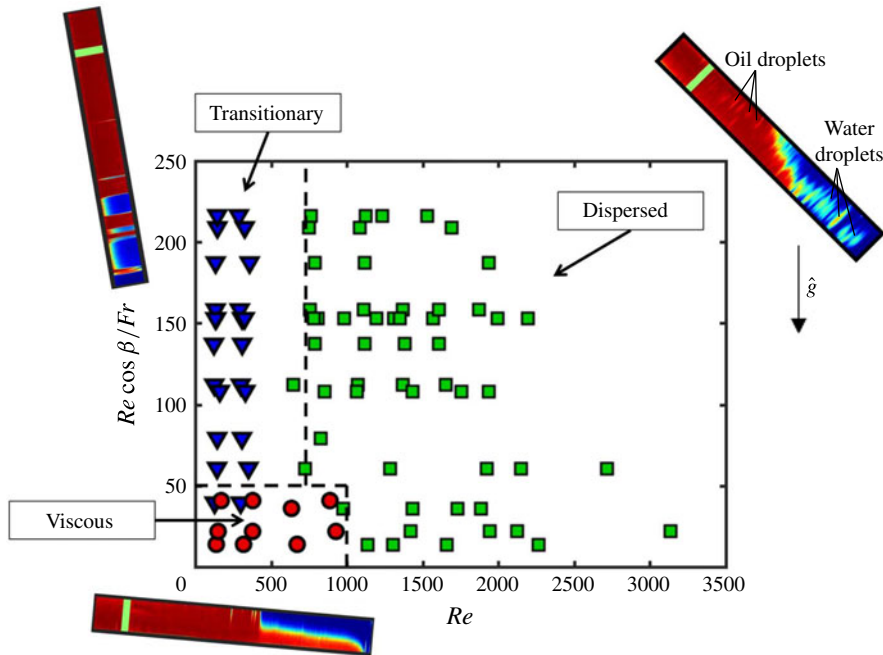 Oil droplets
Water
droplets
Transitionary
250
Dispersed
200
ĝ
150
Re cos β/Fr
100
50
Viscous
0
0 500 1000 1500 2000 2500 3000 3500
Re